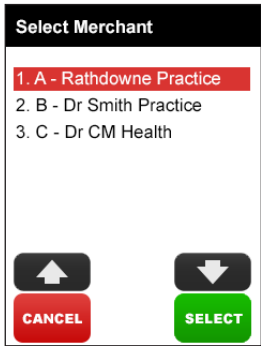 Select Merchant
1. A - Rathdowne Practice
2. B - Dr Smith Practice
3. C - Dr CM Health
CANCEL
SELECT